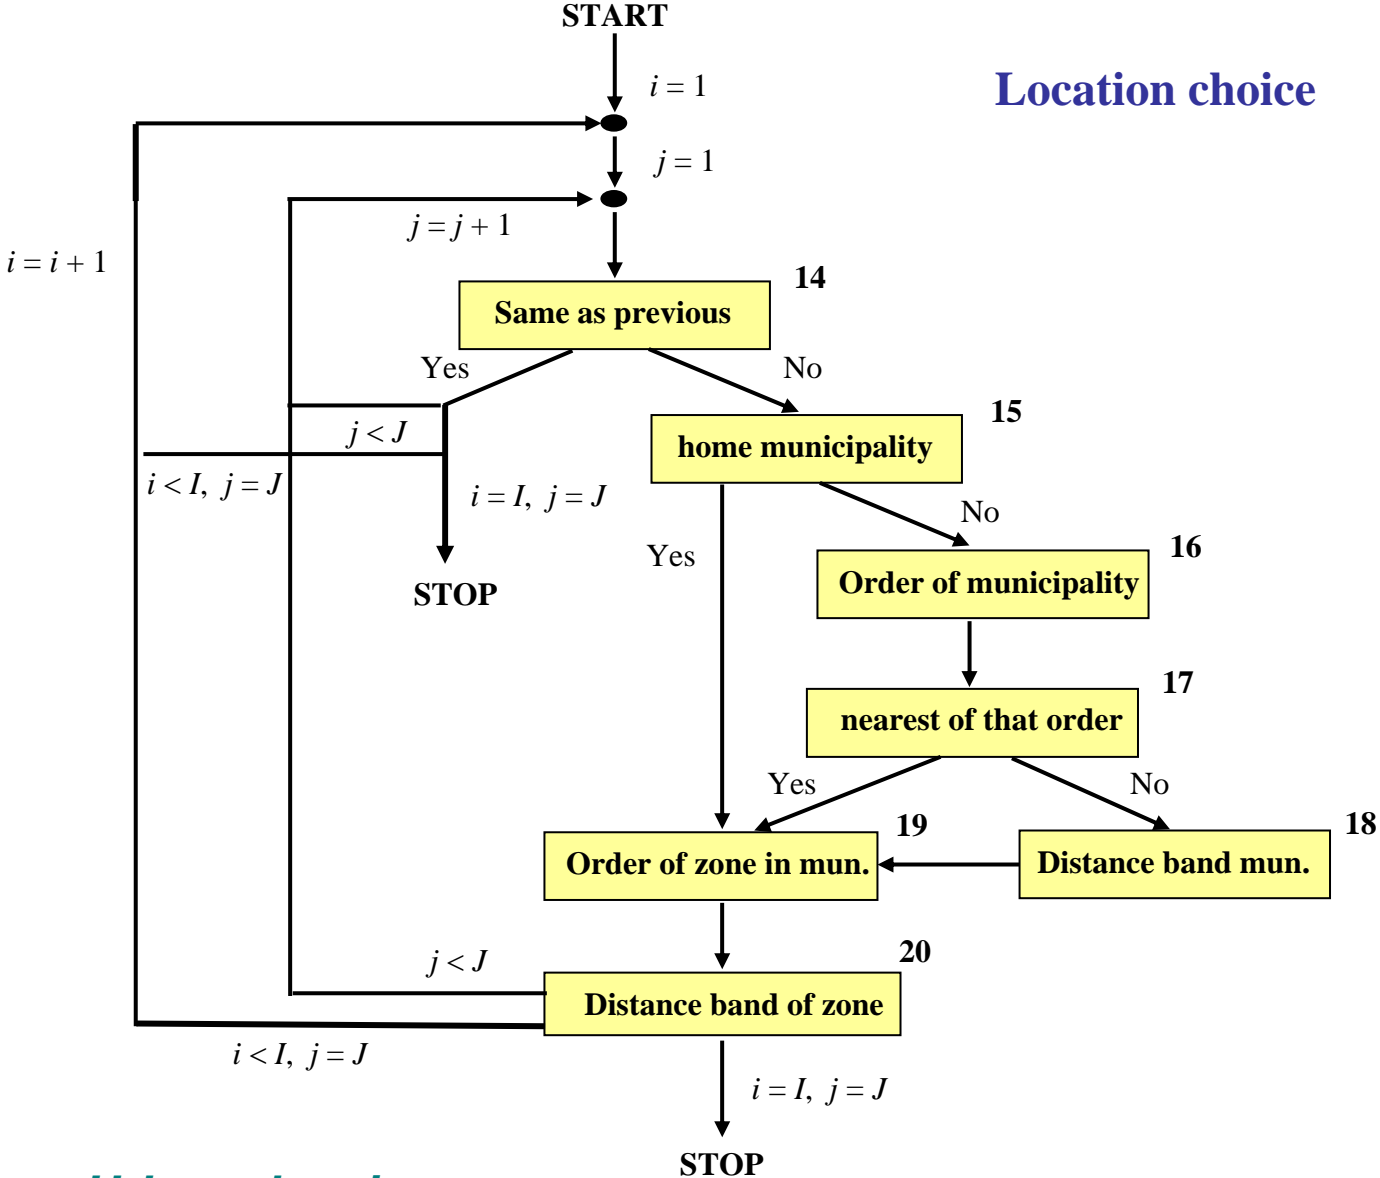 START
Location choice
i = 1
j = 1
j = j + 1
i = i + 1
14
Same as previous
Yes
No
15
j < J
home municipality
i < I, j = J
i = I, j = J
No
Yes
16
STOP
Order of municipality
17
nearest of that order
Yes
No
19
18
Order of zone in mun.
Distance band mun.
20
j < J
Distance band of zone
i < I, j = J
i = I, j = J
STOP